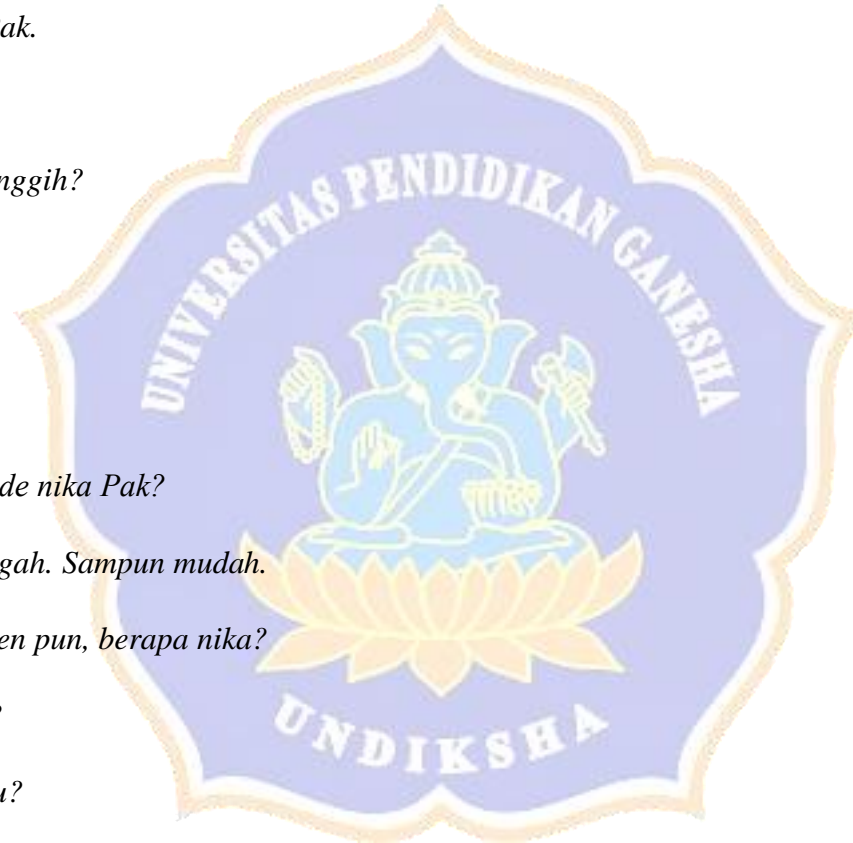 ak.
nggih?
UNIVERSITAS PENDIDIKAN GANESHA
de nika Pak?
gah. Sampun mudah.
en pun, berapa nika?
?
u?
UNDIKSHA